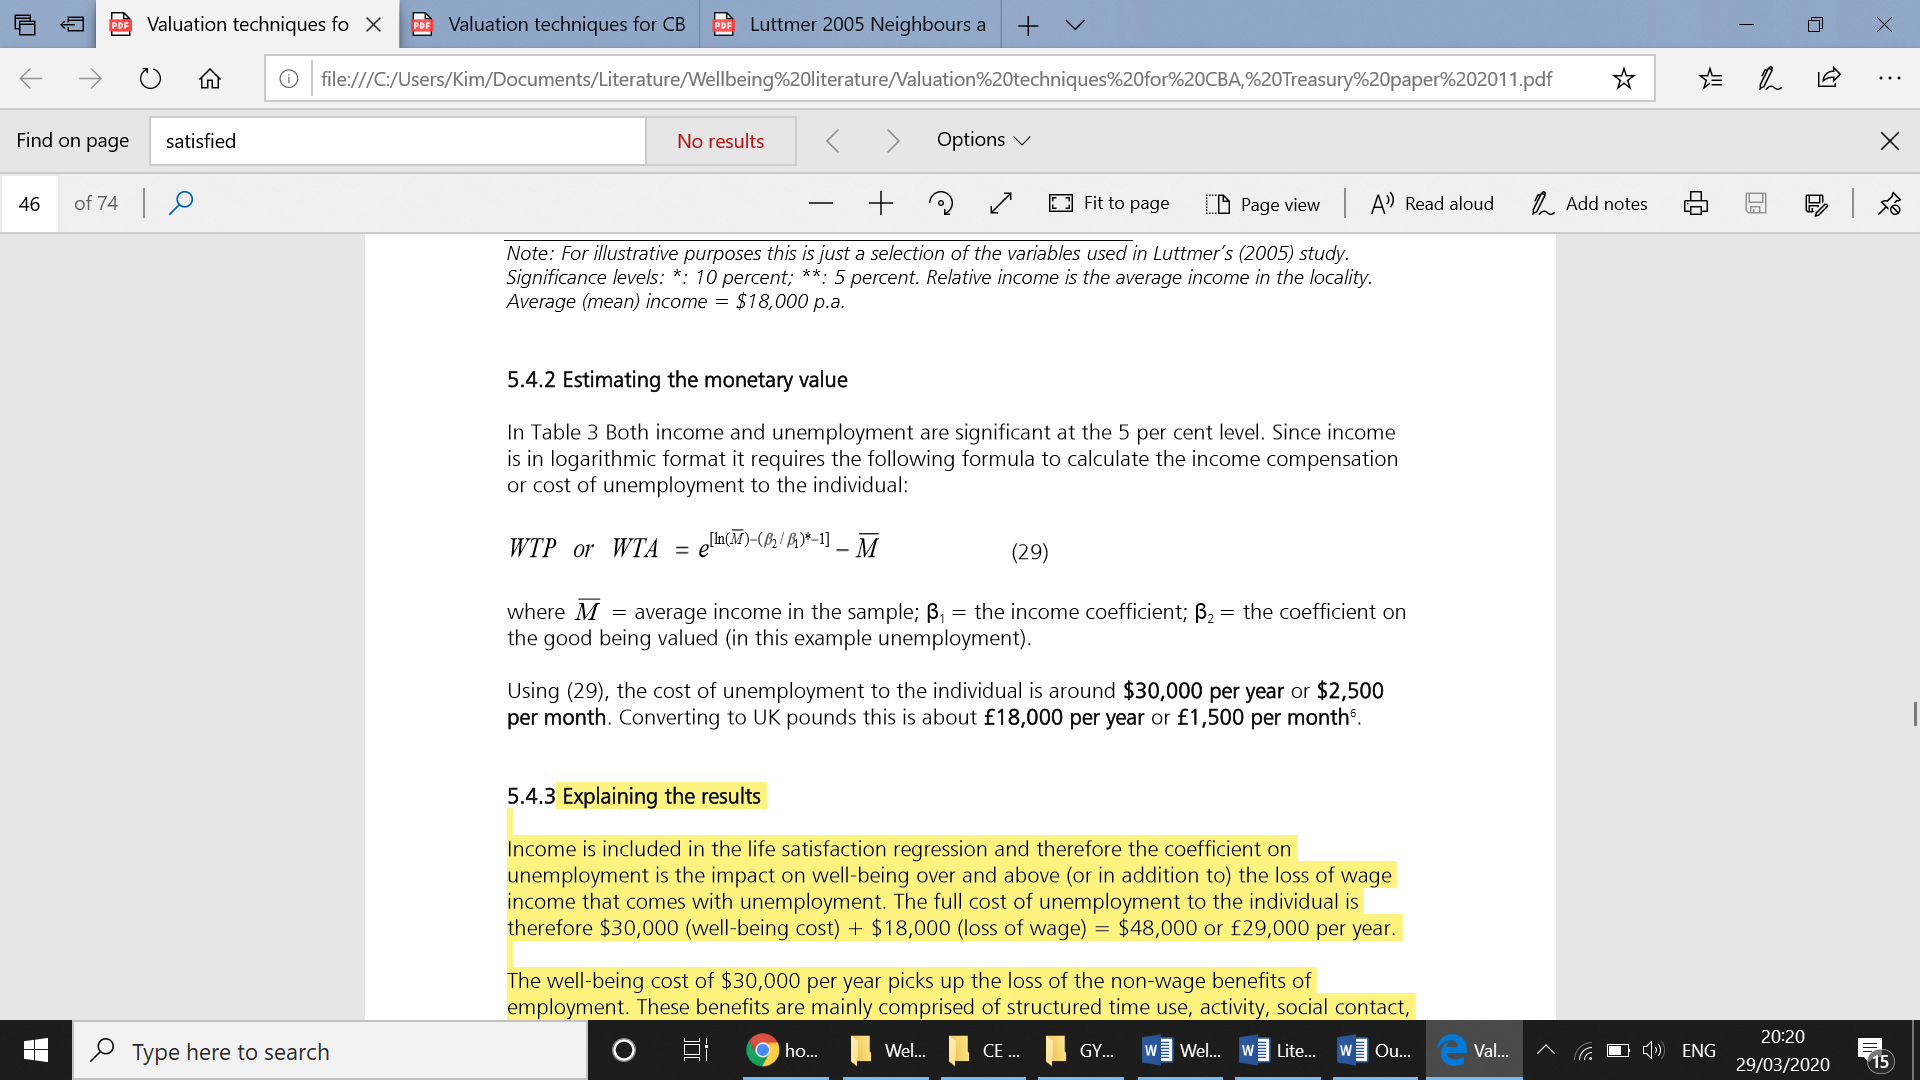 Valuation techniques fo
Valuation techniques for CB
Luttmer 2005 Neighbours a
file:///C:/Users/Kim/Documents/Literature/Wellbeing%20literature/Valuation%20techniques%20for%20CBA,%20Treasury%20paper%202011.pdf
Find on page
satisfied
No results
Options
46
of 74
Fit to page
Page view
Read aloud
Add notes
Note: For illustrative purposes this is just a selection of the variables used in Luttmer's (2005) study.
Significance levels: *: 10 percent; **: 5 percent. Relative income is the average income in the locality.
Average (mean) income = $18,000 p.a.
5.4.2 Estimating the monetary value
In Table 3 Both income and unemployment are significant at the 5 per cent level. Since income
is in logarithmic format it requires the following formula to calculate the income compensation
or cost of unemployment to the individual:
WTP or WTA = e^[ln(M̅)−(β₂/β₁)*−1] − M̅ (29)
where M̅ = average income in the sample; β₁ = the income coefficient; β₂ = the coefficient on
the good being valued (in this example unemployment).
Using (29), the cost of unemployment to the individual is around $30,000 per year or $2,500
per month. Converting to UK pounds this is about £18,000 per year or £1,500 per month⁶.
5.4.3 Explaining the results
Income is included in the life satisfaction regression and therefore the coefficient on
unemployment is the impact on well-being over and above (or in addition to) the loss of wage
income that comes with unemployment. The full cost of unemployment to the individual is
therefore $30,000 (well-being cost) + $18,000 (loss of wage) = $48,000 or £29,000 per year.
The well-being cost of $30,000 per year picks up the loss of the non-wage benefits of
employment. These benefits are mainly comprised of structured time use, activity, social contact,
Type here to search
ho...
Wel...
CE ...
GY...
Wel...
Lite...
Ou...
Val...
ENG
20:20
29/03/2020
15